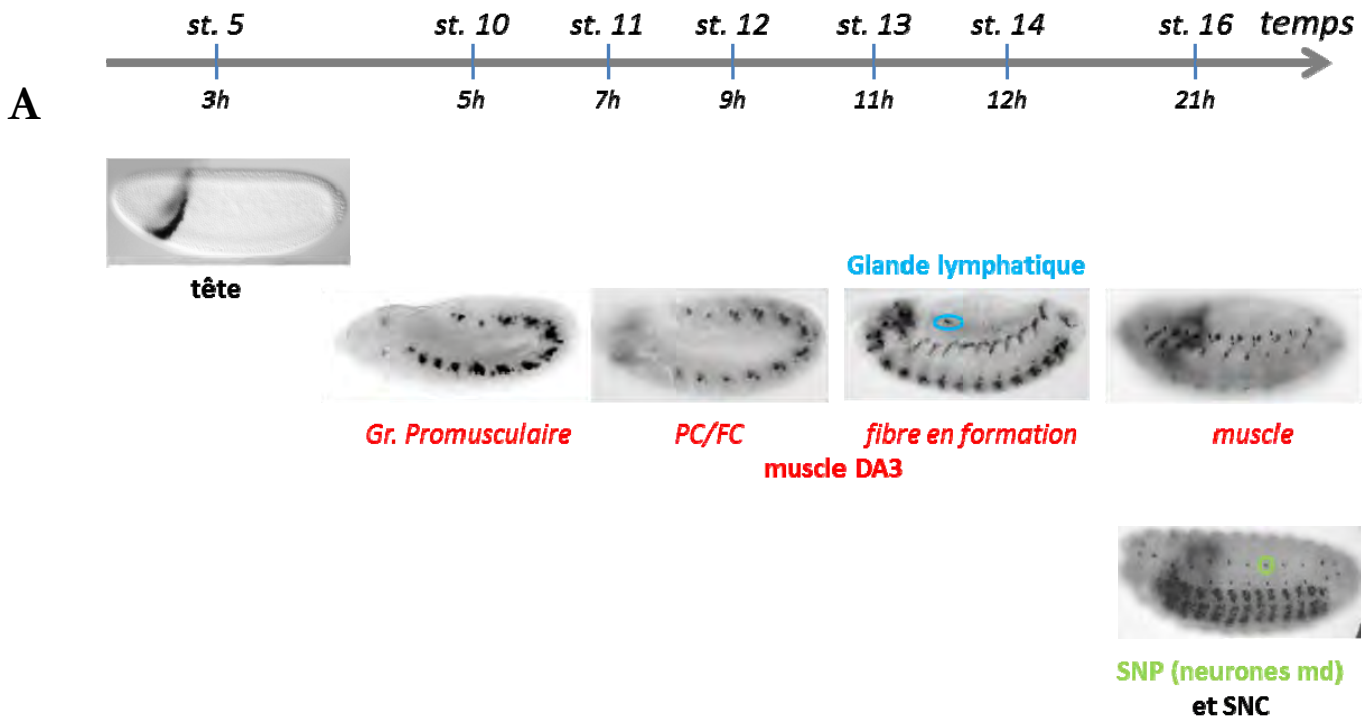 st. 5 st. 10 st. 11 st. 12 st. 13 st. 14 st. 16 temps
3h 5h 7h 9h 11h 12h 21h
A
tête
Glande lymphatique
Gr. Promusculaire PC/FC fibre en formation muscle
muscle DA3
SNP (neurones md)
et SNC